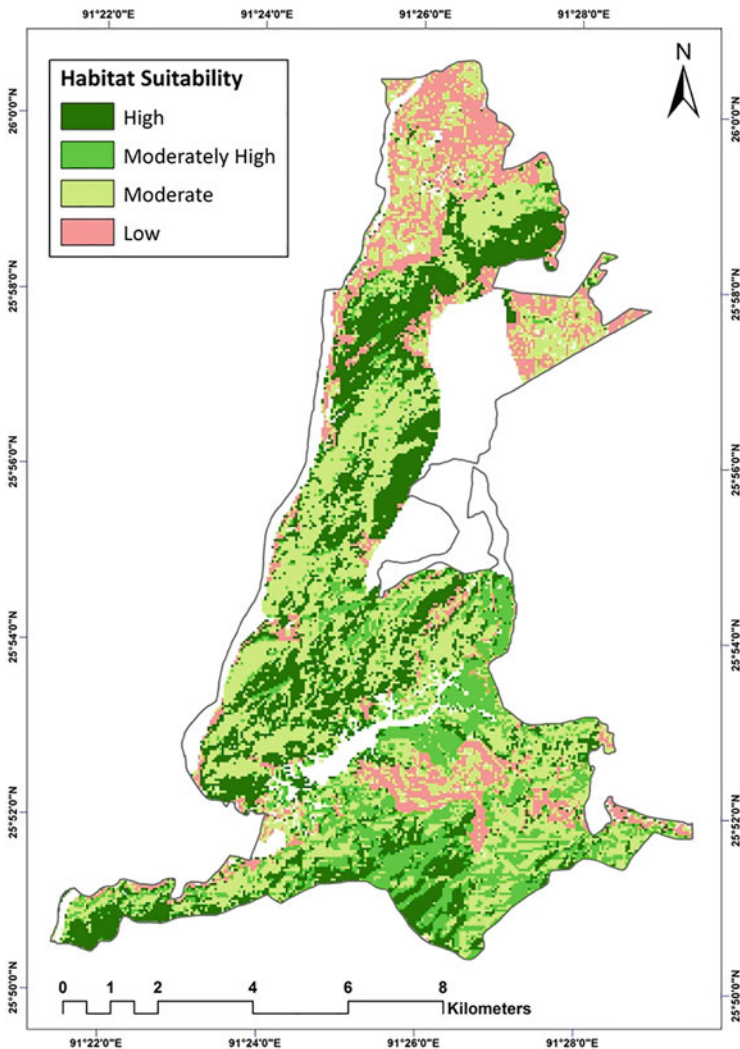 91°22'0"E 91°24'0"E 91°26'0"E 91°28'0"E
N
Habitat Suitability
High
Moderately High
Moderate
Low
26°0'0"N 26°0'0"N
25°58'0"N 25°58'0"N
25°56'0"N 25°56'0"N
25°54'0"N 25°54'0"N
25°52'0"N 25°52'0"N
25°50'0"N 25°50'0"N
0 1 2 4 6 8
Kilometers
91°22'0"E 91°24'0"E 91°26'0"E 91°28'0"E